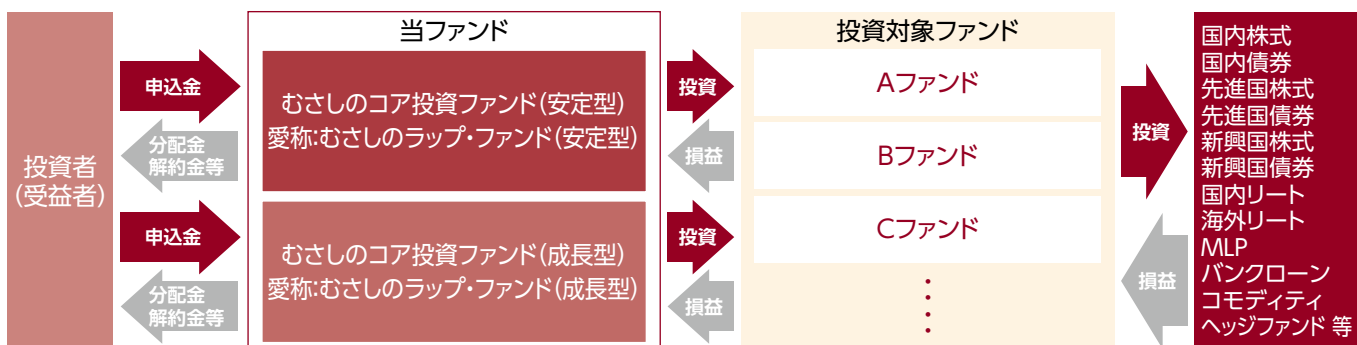 投資者
(受益者)
申込金
分配金
解約金等
申込金
分配金
解約金等
当ファンド
むさしのコア投資ファンド(安定型)
愛称:むさしのラップ・ファンド(安定型)
むさしのコア投資ファンド(成長型)
愛称:むさしのラップ・ファンド(成長型)
投資
損益
投資
損益
投資対象ファンド
Aファンド
Bファンド
Cファンド
投資
損益
国内株式
国内債券
先進国株式
先進国債券
新興国株式
新興国債券
国内リート
海外リート
MLP
バンクローン
コモディティ
ヘッジファンド 等